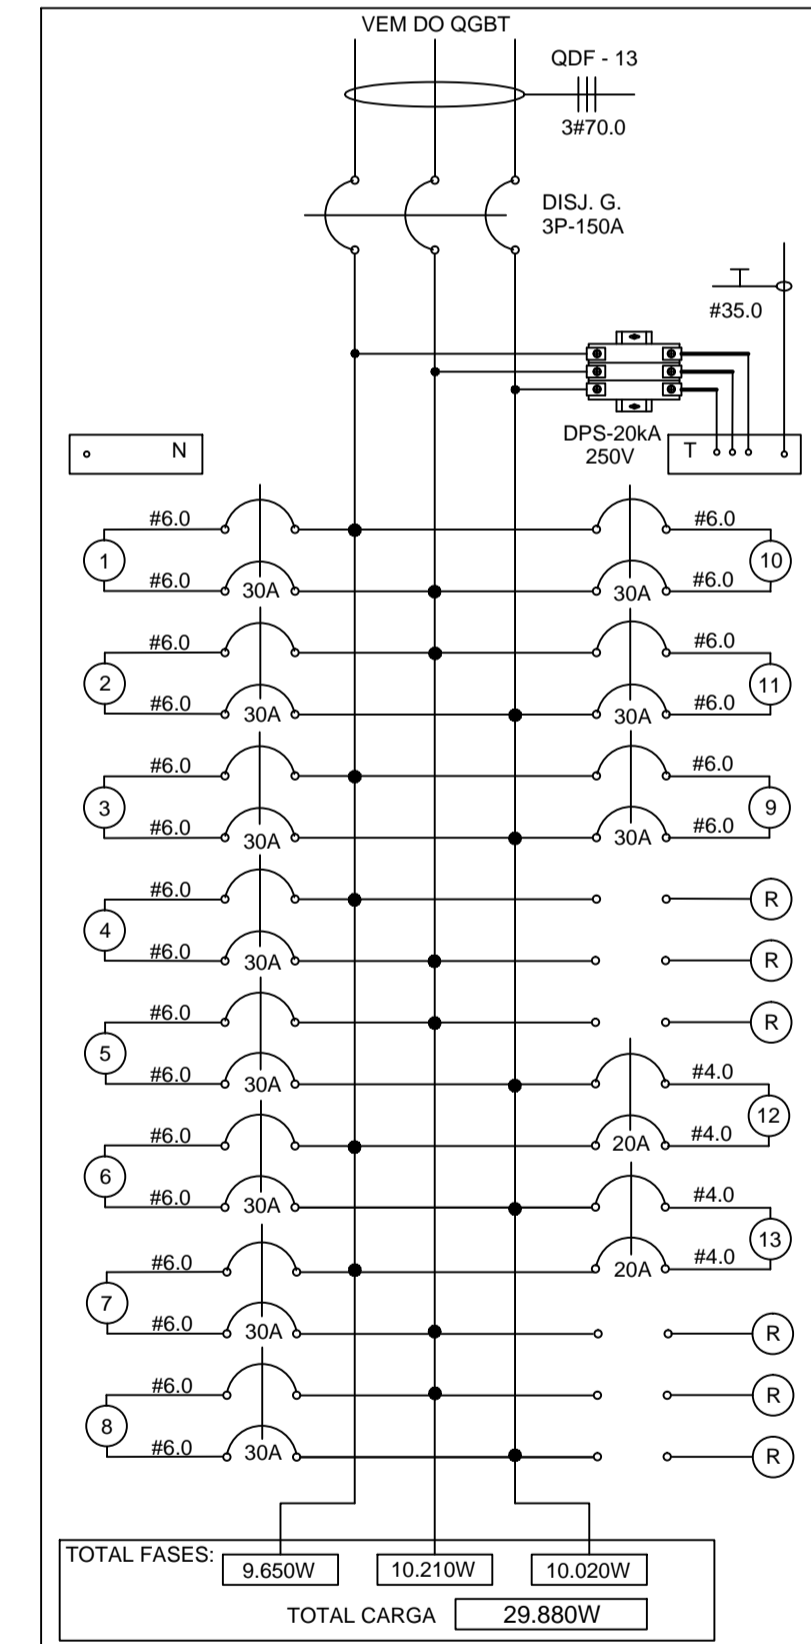 VEM DO QGBT
QDF - 13
3#70.0
DISJ. G.
3P-150A
#35.0
DPS-20kA
250V
N
T
#6.0 #6.0
1 10
#6.0 30A 30A #6.0
#6.0 #6.0
2 11
#6.0 30A 30A #6.0
#6.0 #6.0
3 9
#6.0 30A 30A #6.0
#6.0 R
4
#6.0 30A R
#6.0 R
5
#6.0 30A #4.0
12
#6.0 20A #4.0
6
#6.0 30A #4.0
13
#6.0 20A #4.0
7
#6.0 30A R
#6.0 R
8
#6.0 30A R
TOTAL FASES: 9.650W 10.210W 10.020W
TOTAL CARGA 29.880W